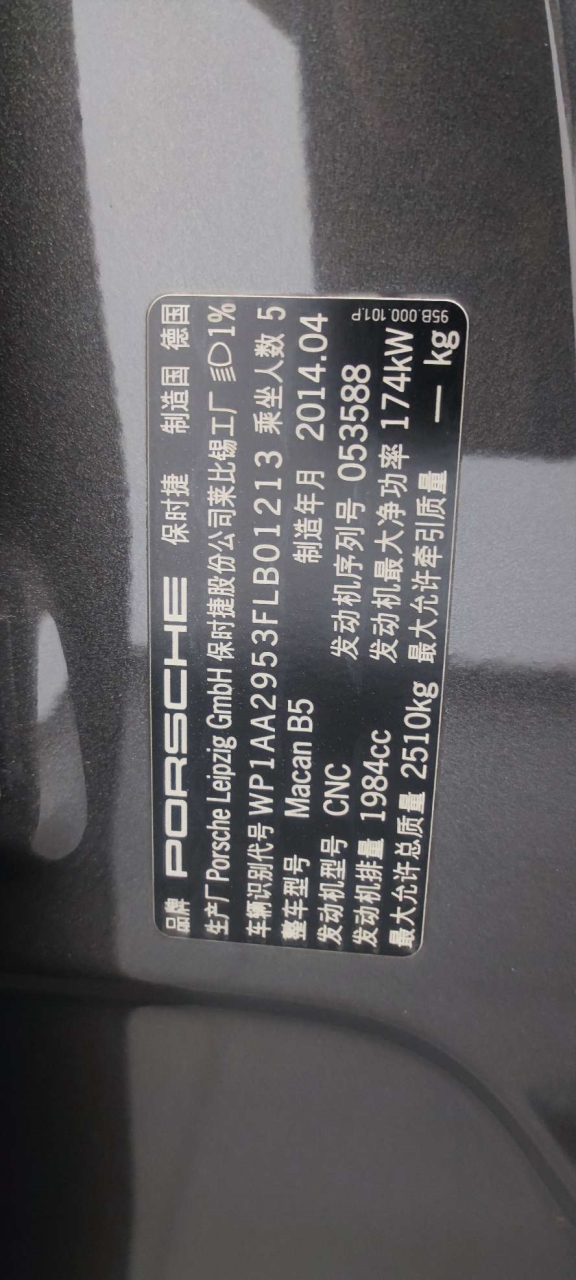 品牌 PORSCHE 保时捷 制造国 德国
生产厂 Porsche Leipzig GmbH 保时捷股份公司莱比锡工厂 1%
车辆识别代号 WP1AA2953FLB01213 乘坐人数 5
整车型号 Macan B5 制造年月 2014.04
发动机型号 CNC 发动机序列号 053588
发动机排量 1984cc 发动机最大净功率 174kW
最大允许总质量 2510kg 最大允许牵引质量 — kg
95B.000.101.P